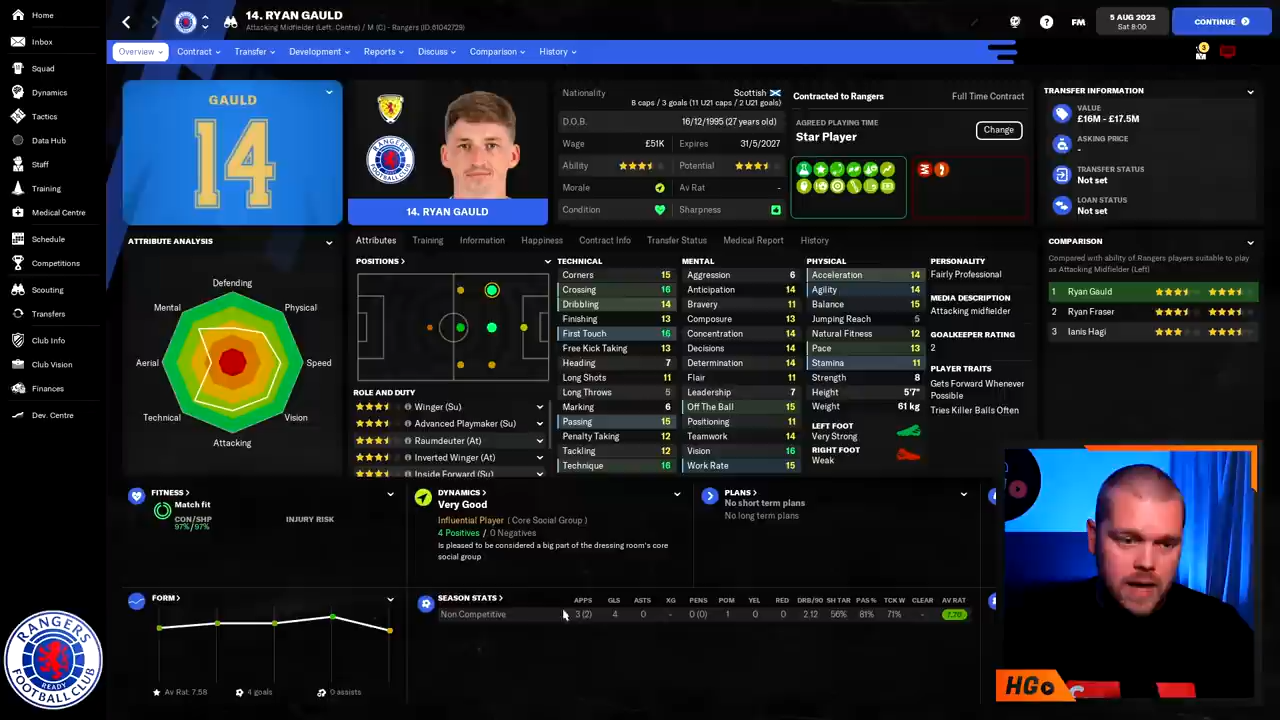 Home
Inbox
Squad
Dynamics
Tactics
Data Hub
Staff
Training
Medical Centre
Schedule
Competitions
Scouting
Transfers
Club Info
Club Vision
Finances
Dev. Centre
RANGERS
READY
FOOTBALL CLUB
14. RYAN GAULD
Attacking Midfielder (Left, Centre) / M (C) - Rangers (ID:61042729)
FM
5 AUG 2023
Sat 8:00
CONTINUE
Overview
Contract
Transfer
Development
Reports
Discuss
Comparison
History
3
GAULD
14
14. RYAN GAULD
Nationality Scottish
8 caps / 3 goals (11 U21 caps / 2 U21 goals)
D.O.B. 16/12/1995 (27 years old)
Wage £51K Expires 31/5/2027
Ability Potential
Morale Av Rat -
Condition Sharpness
Contracted to Rangers Full Time Contract
AGREED PLAYING TIME
Star Player
Change
TRANSFER INFORMATION
VALUE
£16M - £17.5M
ASKING PRICE
-
TRANSFER STATUS
Not set
LOAN STATUS
Not set
ATTRIBUTE ANALYSIS
Defending
Mental Physical
Aerial Speed
Technical Vision
Attacking
Attributes Training Information Happiness Contract Info Transfer Status Medical Report History
POSITIONS
ROLE AND DUTY
Winger (Su)
Advanced Playmaker (Su)
Raumdeuter (At)
Inverted Winger (At)
Inside Forward (Su)
TECHNICAL
Corners 15
Crossing 16
Dribbling 14
Finishing 13
First Touch 16
Free Kick Taking 13
Heading 7
Long Shots 11
Long Throws 5
Marking 6
Passing 15
Penalty Taking 12
Tackling 12
Technique 16
MENTAL
Aggression 6
Anticipation 14
Bravery 11
Composure 13
Concentration 14
Decisions 14
Determination 14
Flair 11
Leadership 7
Off The Ball 15
Positioning 11
Teamwork 14
Vision 16
Work Rate 15
PHYSICAL
Acceleration 14
Agility 14
Balance 15
Jumping Reach 5
Natural Fitness 12
Pace 13
Stamina 11
Strength 8
Height 5'7"
Weight 61 kg
LEFT FOOT
Very Strong
RIGHT FOOT
Weak
PERSONALITY
Fairly Professional
MEDIA DESCRIPTION
Attacking midfielder
GOALKEEPER RATING
2
PLAYER TRAITS
Gets Forward Whenever
Possible
Tries Killer Balls Often
COMPARISON
Compared with ability of Rangers players suitable to play
as Attacking Midfielder (Left)
1 Ryan Gauld
2 Ryan Fraser
3 Ianis Hagi
FITNESS
Match fit
CON/SHP
97%/97%
INJURY RISK
DYNAMICS
Very Good
Influential Player ( Core Social Group )
4 Positives / 0 Negatives
Is pleased to be considered a big part of the dressing room's core
social group
PLANS
No short term plans
No long term plans
FORM
Av Rat: 7.58 4 goals 0 assists
SEASON STATS APPS GLS ASTS XG PENS POM YEL RED DRB/90 SH TAR PAS % TCK W CLEAR AV RAT
Non Competitive 3 (2) 4 0 - 0 (0) 1 0 0 2.12 56% 81% 71% - 7.70
HGo